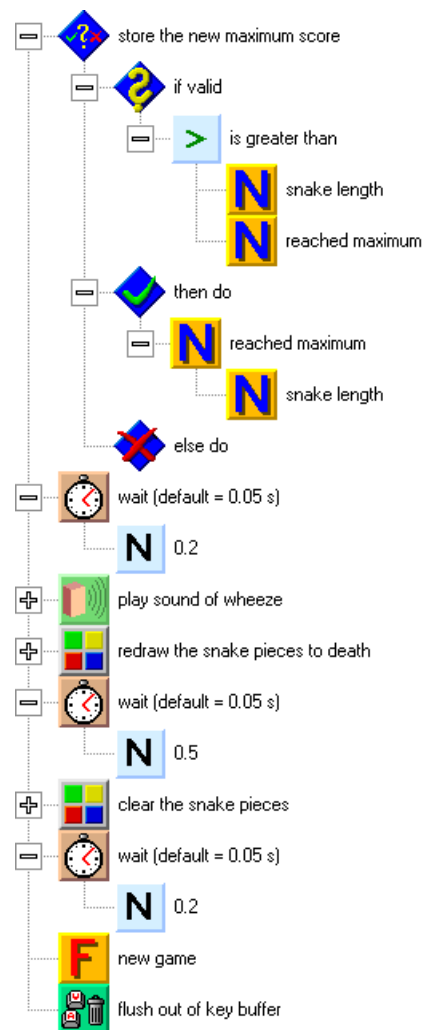 store the new maximum score
if valid
> is greater than
N snake length
N reached maximum
then do
N reached maximum
N snake length
else do
wait (default = 0.05 s)
N 0.2
play sound of wheeze
redraw the snake pieces to death
wait (default = 0.05 s)
N 0.5
clear the snake pieces
wait (default = 0.05 s)
N 0.2
F new game
flush out of key buffer